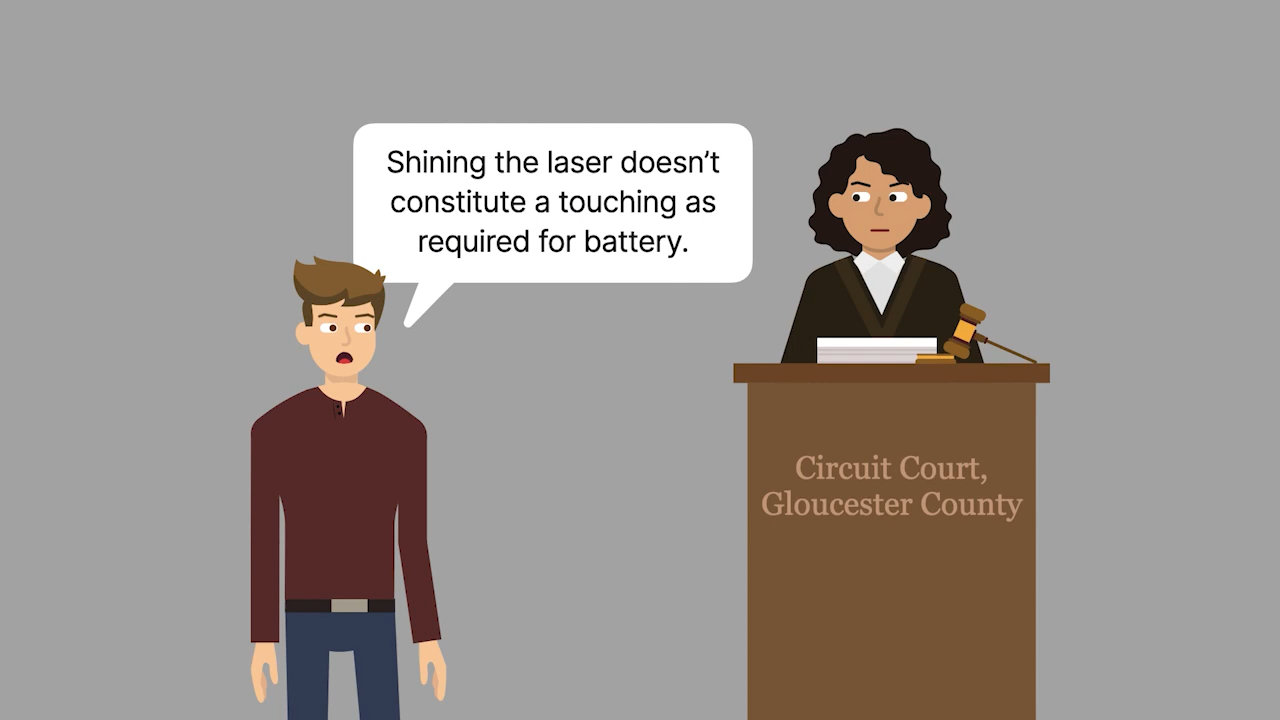 Shining the laser doesn’t
constitute a touching as
required for battery.
Circuit Court,
Gloucester County